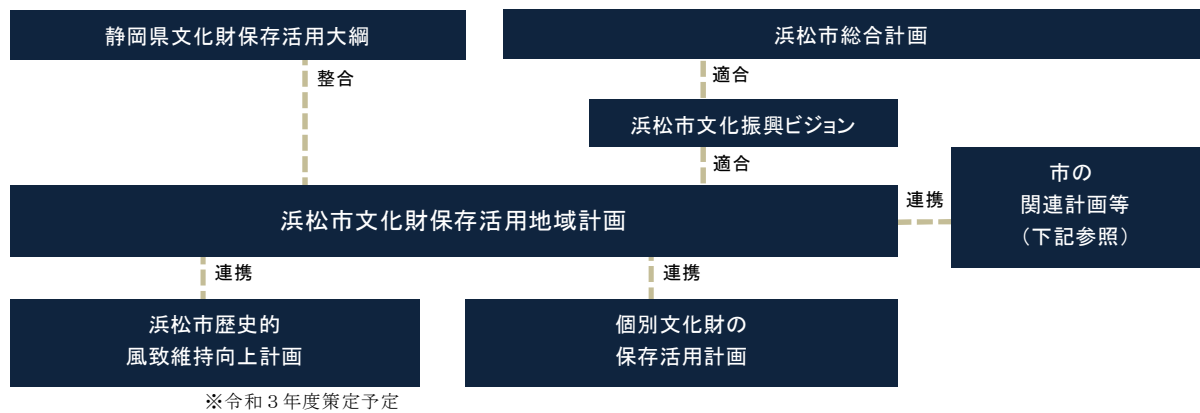 静岡県文化財保存活用大綱
浜松市総合計画
整合
適合
浜松市文化振興ビジョン
適合
浜松市文化財保存活用地域計画
連携
市の
関連計画等
（下記参照）
連携
連携
浜松市歴史的
風致維持向上計画
個別文化財の
保存活用計画
※令和３年度策定予定